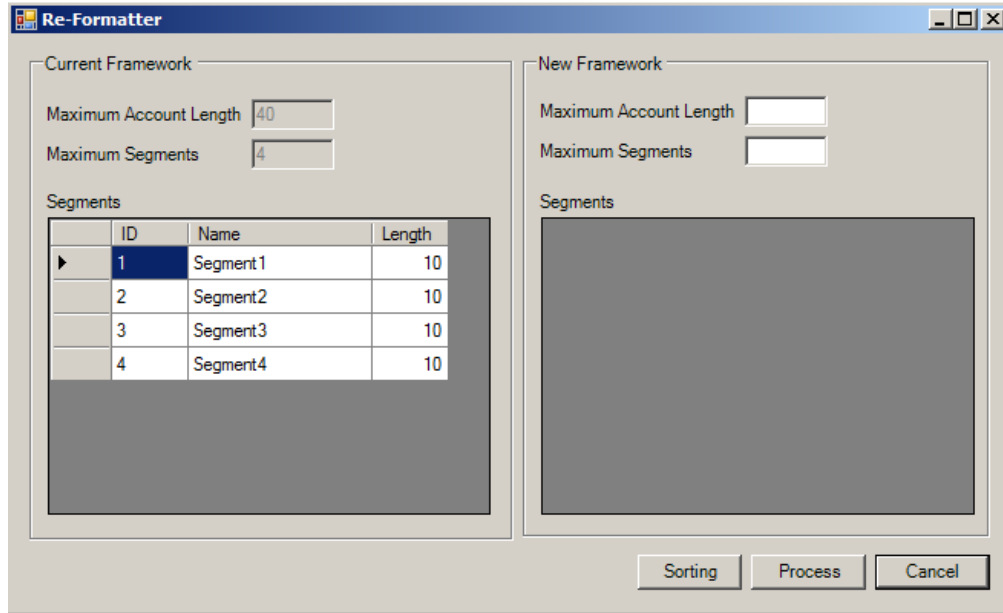 Re-Formatter
Current Framework
Maximum Account Length 40
Maximum Segments 4
Segments
ID Name Length
1 Segment1 10
2 Segment2 10
3 Segment3 10
4 Segment4 10
New Framework
Maximum Account Length
Maximum Segments
Segments
Sorting Process Cancel